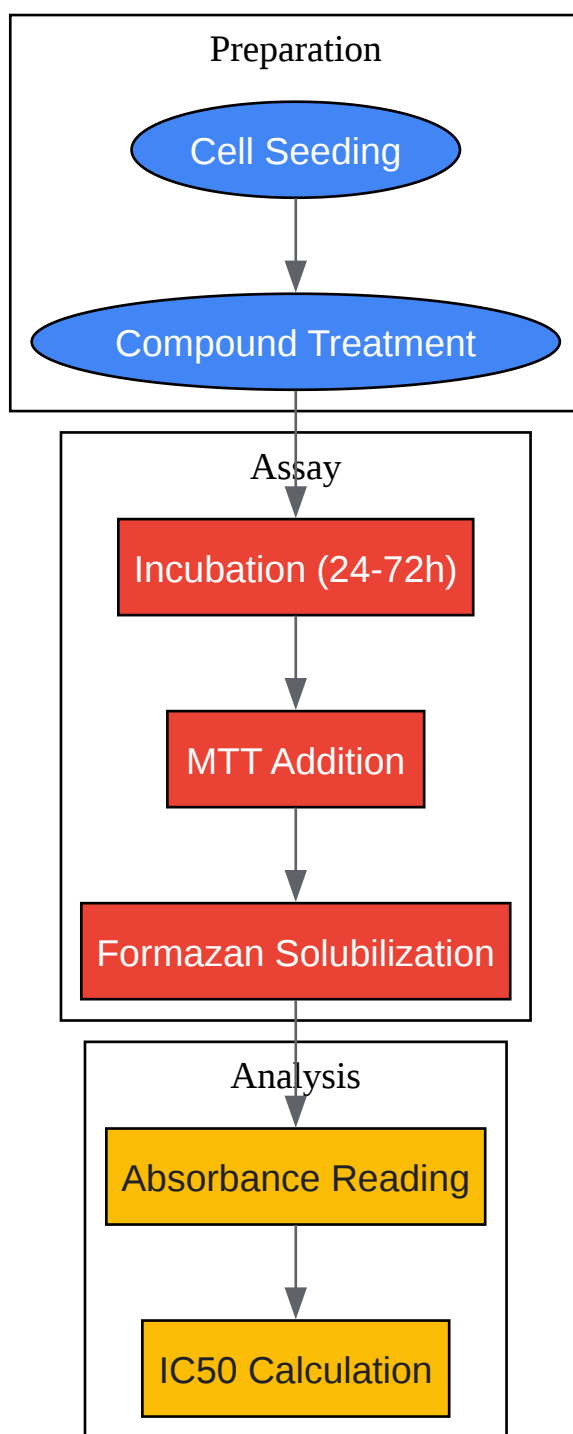 Preparation
Cell Seeding
Compound Treatment
Assay
Incubation (24-72h)
MTT Addition
Formazan Solubilization
Analysis
Absorbance Reading
IC50 Calculation